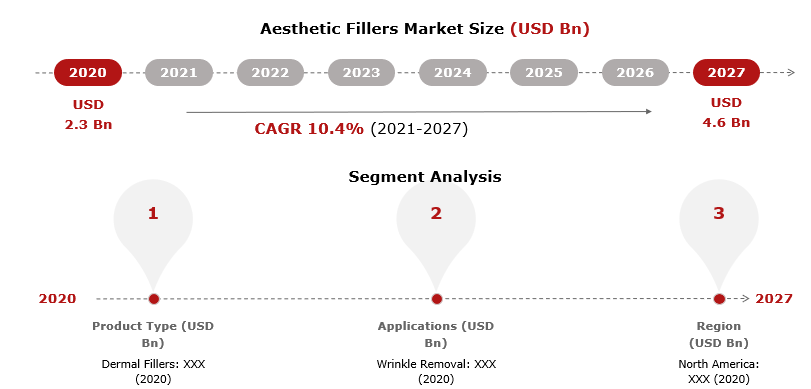 Aesthetic Fillers Market Size (USD Bn)
2020 2021 2022 2023 2024 2025 2026 2027
USD
2.3 Bn
USD
4.6 Bn
CAGR 10.4% (2021-2027)
Segment Analysis
1 2 3
2020
2027
Product Type (USD
Bn)
Dermal Fillers: XXX
(2020)
Applications (USD
Bn)
Wrinkle Removal: XXX
(2020)
Region
(USD Bn)
North America:
XXX (2020)